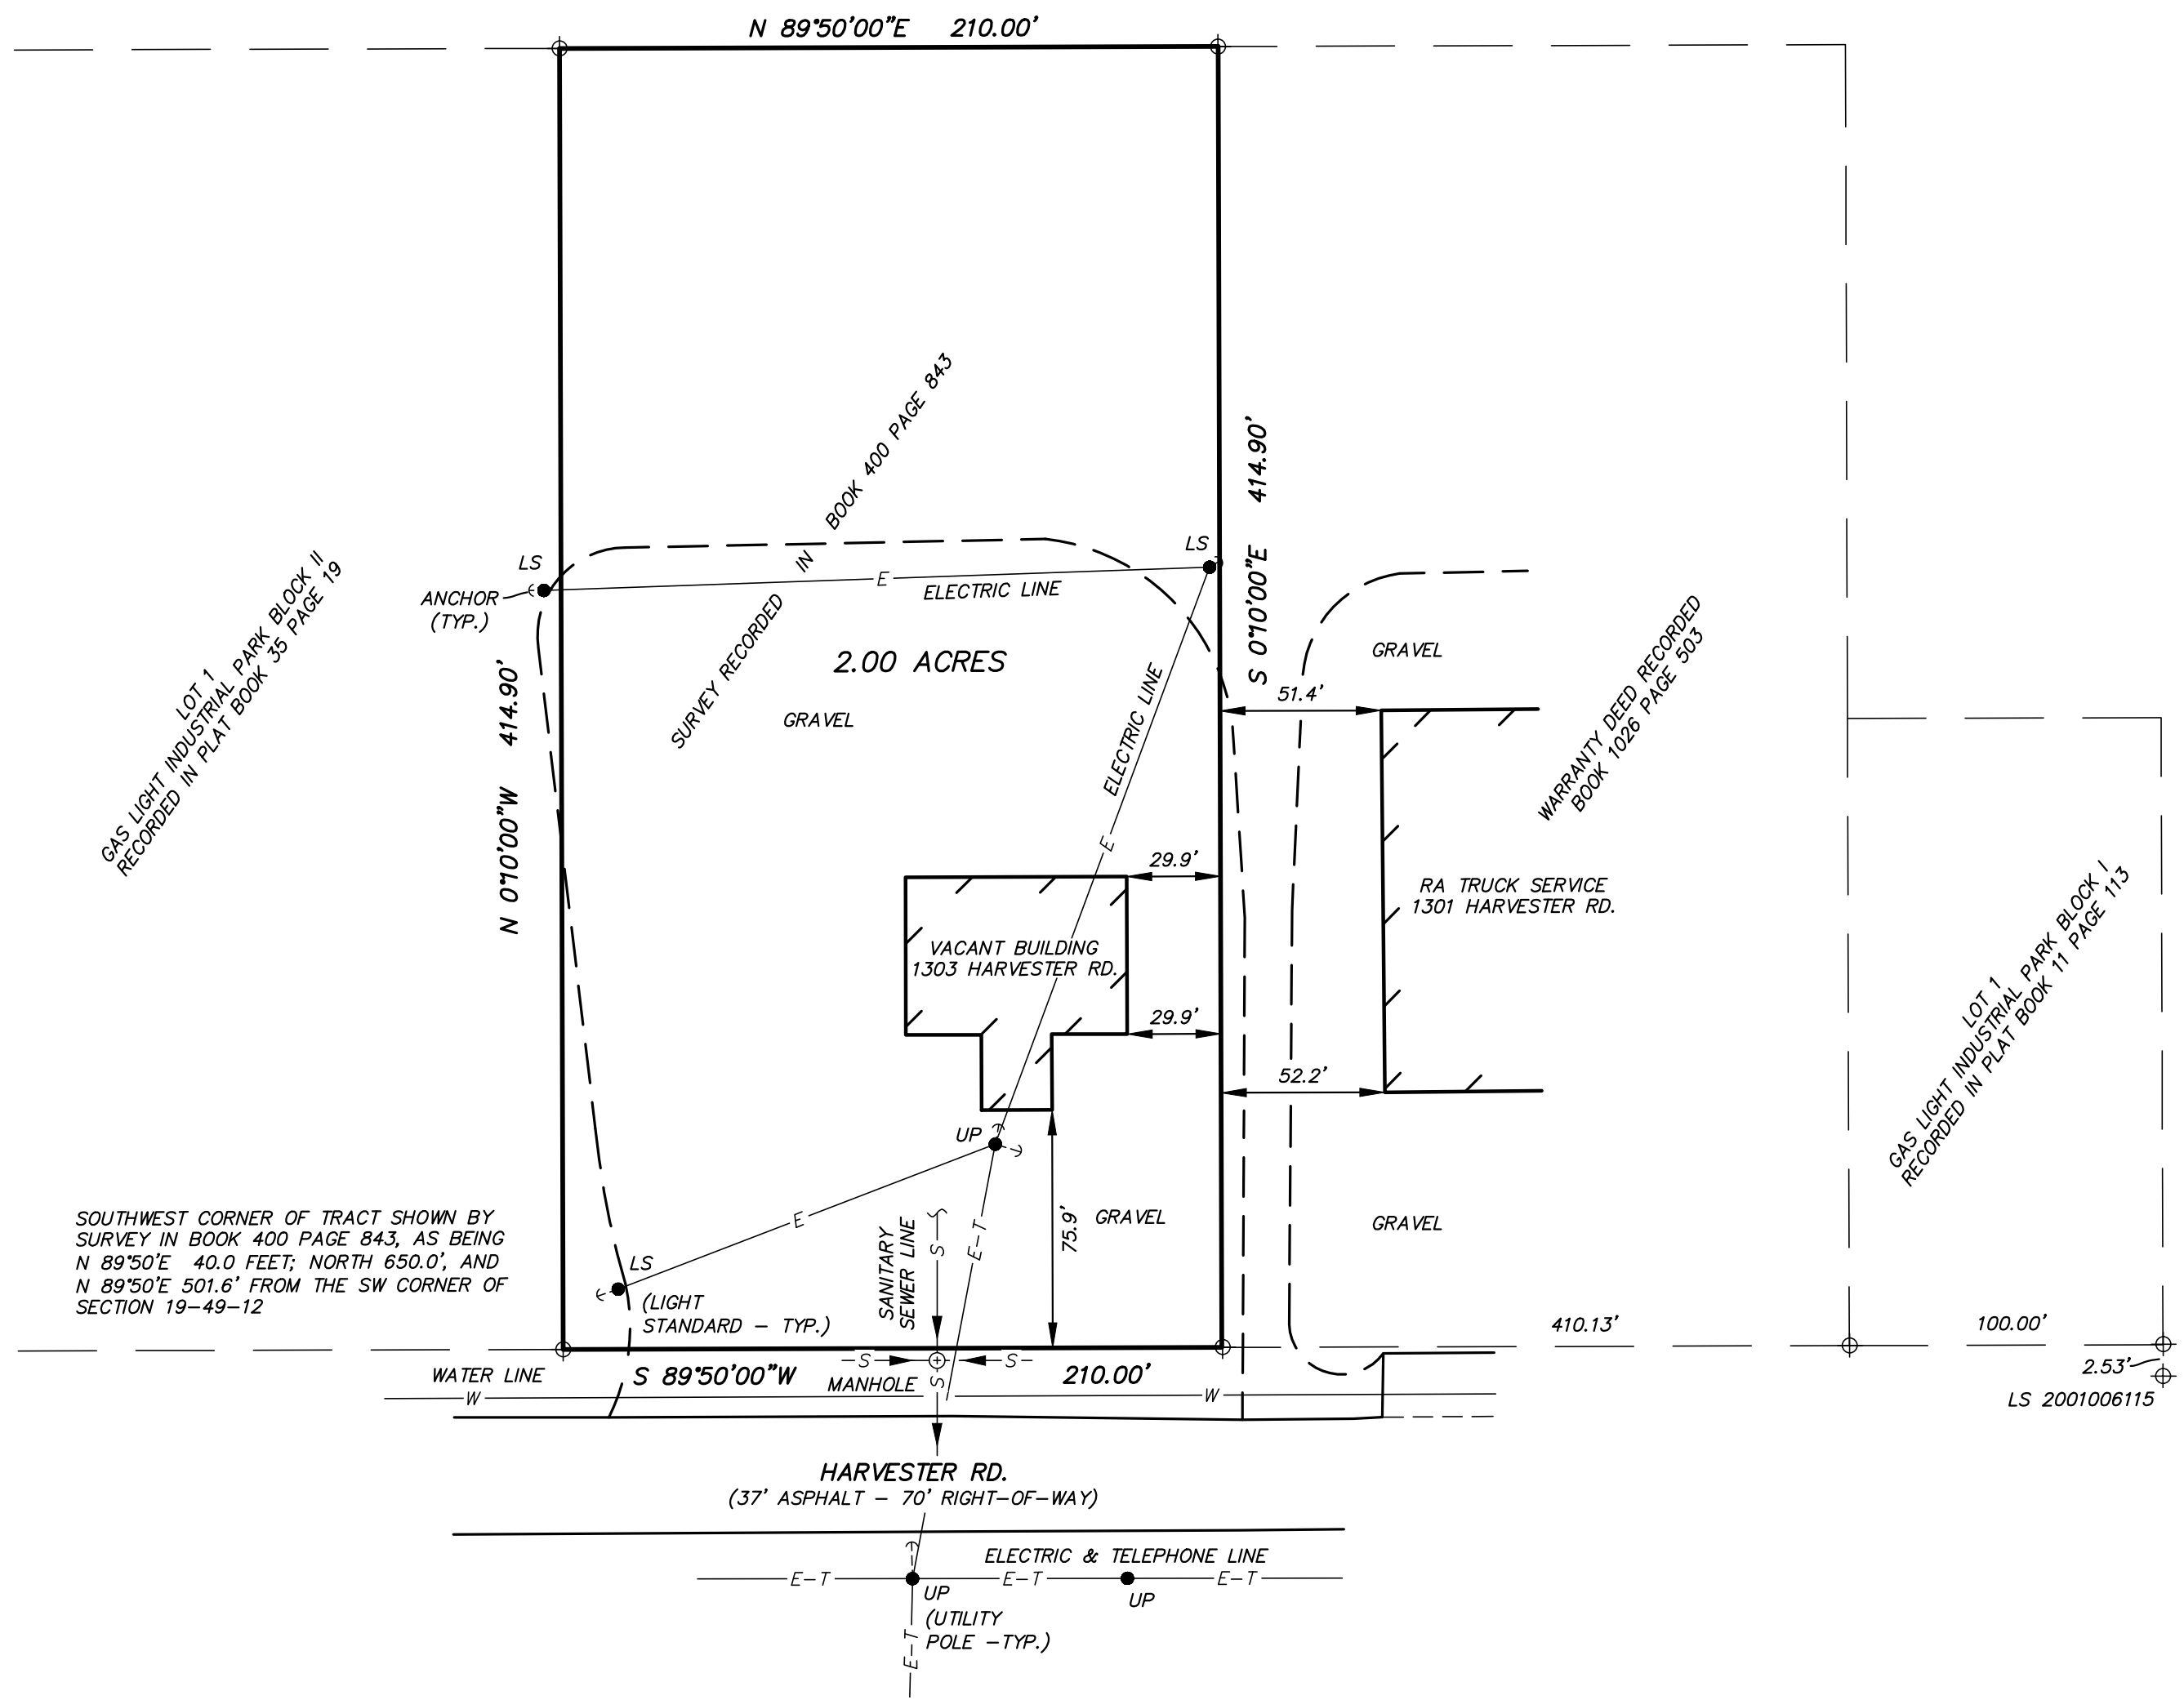 N 89°50'00"E 210.00'
BOOK 400 PAGE 843
IN
SURVEY RECORDED
S 0°10'00"E 414.90'
LS
LS
ANCHOR
(TYP.)
E
ELECTRIC LINE
2.00 ACRES
GRAVEL
N 0°10'00"W 414.90'
LOT 1
GAS LIGHT INDUSTRIAL PARK BLOCK II
RECORDED IN PLAT BOOK 35 PAGE 19
ELECTRIC LINE
E
GRAVEL
51.4'
WARRANTY DEED RECORDED
BOOK 1026 PAGE 503
29.9'
RA TRUCK SERVICE
1301 HARVESTER RD.
VACANT BUILDING
1303 HARVESTER RD.
29.9'
52.2'
LOT 1
GAS LIGHT INDUSTRIAL PARK BLOCK I
RECORDED IN PLAT BOOK 11 PAGE 113
UP
E
75.9'
GRAVEL
GRAVEL
SANITARY
SEWER LINE
S
E-T
SOUTHWEST CORNER OF TRACT SHOWN BY
SURVEY IN BOOK 400 PAGE 843, AS BEING
N 89°50'E 40.0 FEET; NORTH 650.0', AND
N 89°50'E 501.6' FROM THE SW CORNER OF
SECTION 19-49-12
LS
(LIGHT
STANDARD - TYP.)
410.13'
100.00'
2.53'
LS 2001006115
S
S
WATER LINE
S 89°50'00"W
MANHOLE
S
210.00'
W
W
HARVESTER RD.
(37' ASPHALT - 70' RIGHT-OF-WAY)
ELECTRIC & TELEPHONE LINE
E-T
E-T
E-T
UP
UP
(UTILITY
POLE -TYP.)
E-T